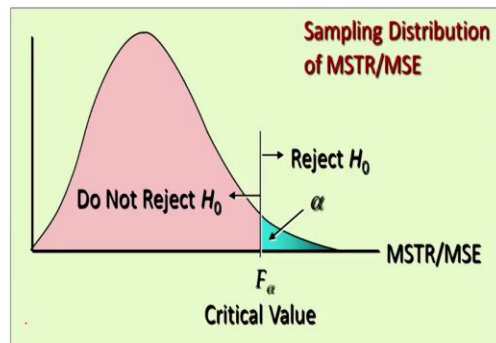 Sampling Distribution
of MSTR/MSE
Reject H₀
Do Not Reject H₀
α
MSTR/MSE
Fα
Critical Value